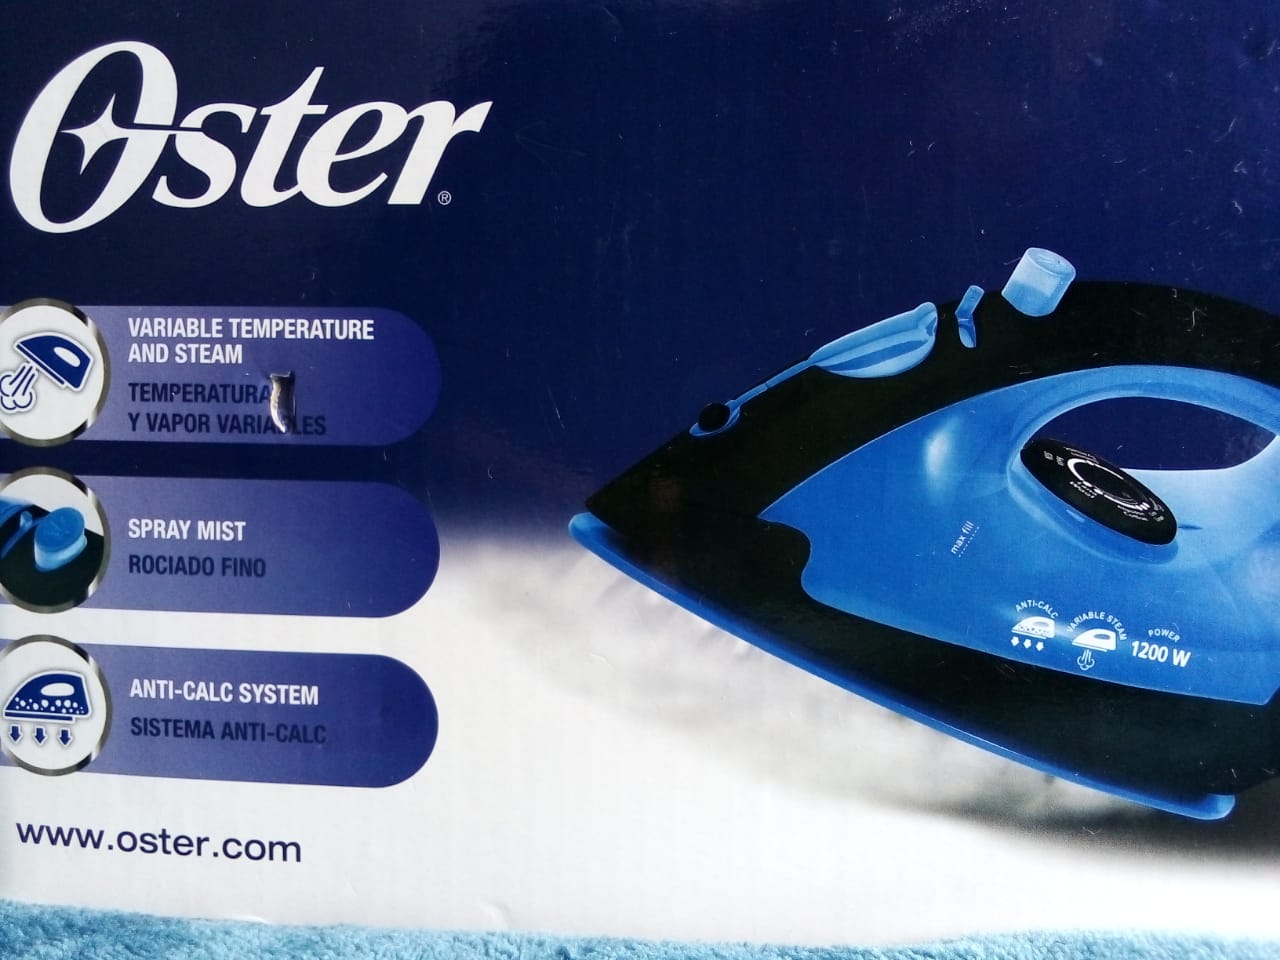 Oster®
VARIABLE TEMPERATURE
AND STEAM
TEMPERATURA
Y VAPOR VARIABLES
SPRAY MIST
ROCIADO FINO
ANTI-CALC SYSTEM
SISTEMA ANTI-CALC
www.oster.com
max fill
ANTI-CALC
VARIABLE STEAM
POWER
1200 W